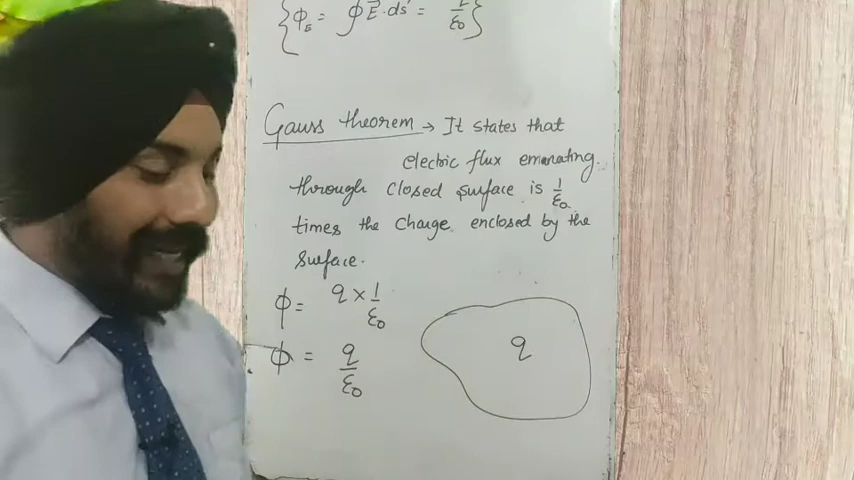 {ϕE = ∮E⃗·ds⃗ = 1/ε0}
Gauss theorem → It states that
electric flux emanating
through closed surface is 1/ε0
times the charge enclosed by the
surface.
ϕ = q × 1/ε0
ϕ = q/ε0
q